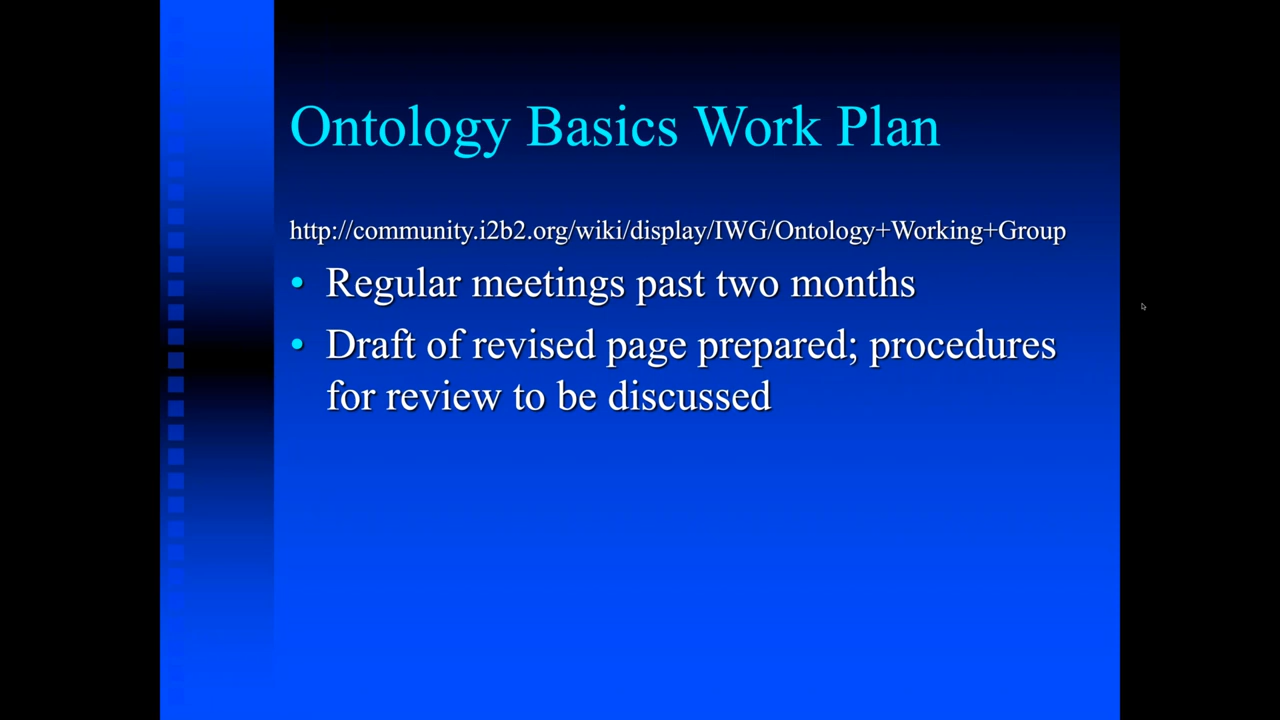 Ontology Basics Work Plan
http://community.i2b2.org/wiki/display/IWG/Ontology+Working+Group
• Regular meetings past two months
• Draft of revised page prepared; procedures
for review to be discussed